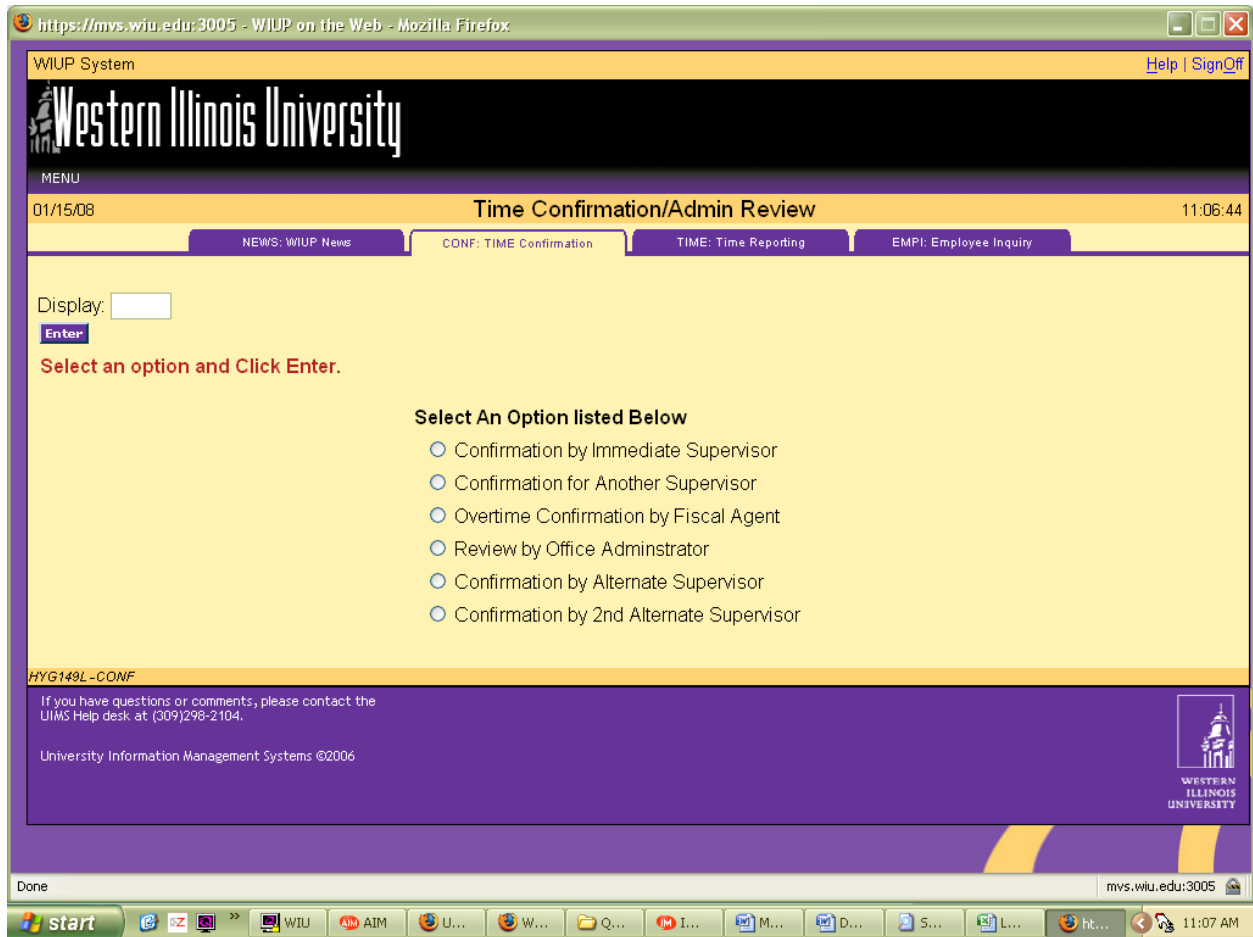 https://mvs.wiu.edu:3005 - WIUP on the Web - Mozilla Firefox
WIUP System Help | SignOff
Western Illinois University
MENU
01/15/08 Time Confirmation/Admin Review 11:06:44
NEWS: WIUP News CONF: TIME Confirmation TIME: Time Reporting EMPI: Employee Inquiry
Display:
Enter
Select an option and Click Enter.
Select An Option listed Below
Confirmation by Immediate Supervisor
Confirmation for Another Supervisor
Overtime Confirmation by Fiscal Agent
Review by Office Adminstrator
Confirmation by Alternate Supervisor
Confirmation by 2nd Alternate Supervisor
HYG149L-CONF
If you have questions or comments, please contact the
UIMS Help desk at (309)298-2104.
University Information Management Systems ©2006
WESTERN
ILLINOIS
UNIVERSITY
Done mvs.wiu.edu:3005
start » WIU AIM U... W... Q... I... M... D... S... L... ht... 11:07 AM